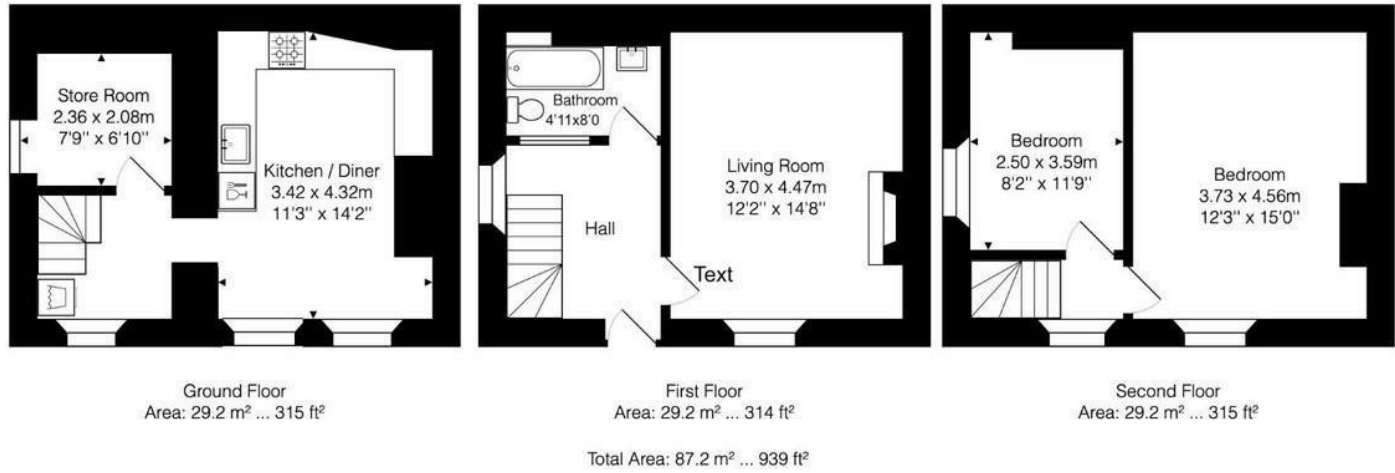 Store Room
2.36 x 2.08m
7'9'' x 6'10''
Kitchen / Diner
3.42 x 4.32m
11'3'' x 14'2''
Ground Floor
Area: 29.2 m² ... 315 ft²
Bathroom
4'11x8'0
Hall
Living Room
3.70 x 4.47m
12'2'' x 14'8''
Text
First Floor
Area: 29.2 m² ... 314 ft²
Bedroom
2.50 x 3.59m
8'2'' x 11'9''
Bedroom
3.73 x 4.56m
12'3'' x 15'0''
Second Floor
Area: 29.2 m² ... 315 ft²
Total Area: 87.2 m² ... 939 ft²